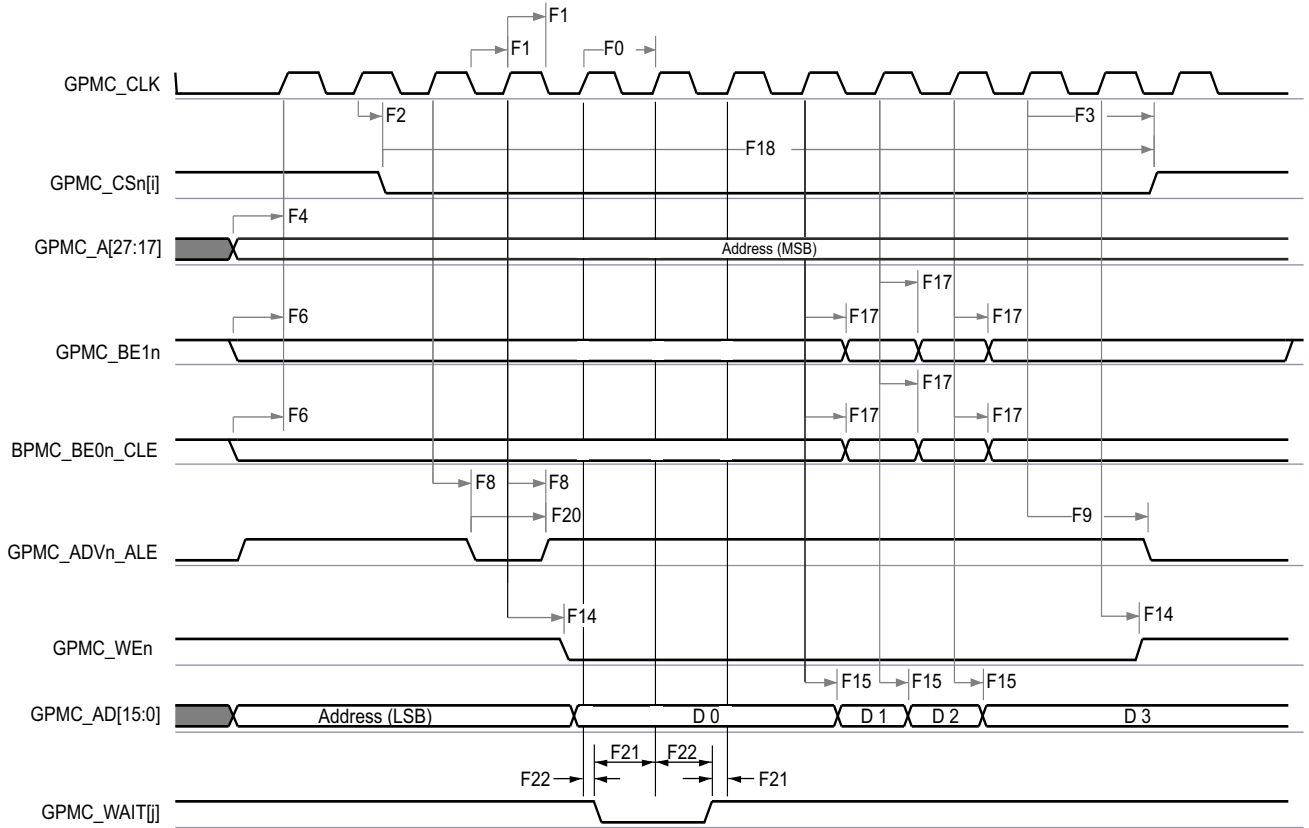 F1
F1
F0
GPMC_CLK
F2
F3
F18
GPMC_CSn[i]
F4
GPMC_A[27:17]
Address (MSB)
F17
F6
F17
F17
GPMC_BE1n
F17
F6
F17
F17
BPMC_BE0n_CLE
F8
F8
F20
F9
GPMC_ADVn_ALE
F14
F14
GPMC_WEn
F15
F15
F15
GPMC_AD[15:0]
Address (LSB)
D 0
D 1
D 2
D 3
F21
F22
F22
F21
GPMC_WAIT[j]